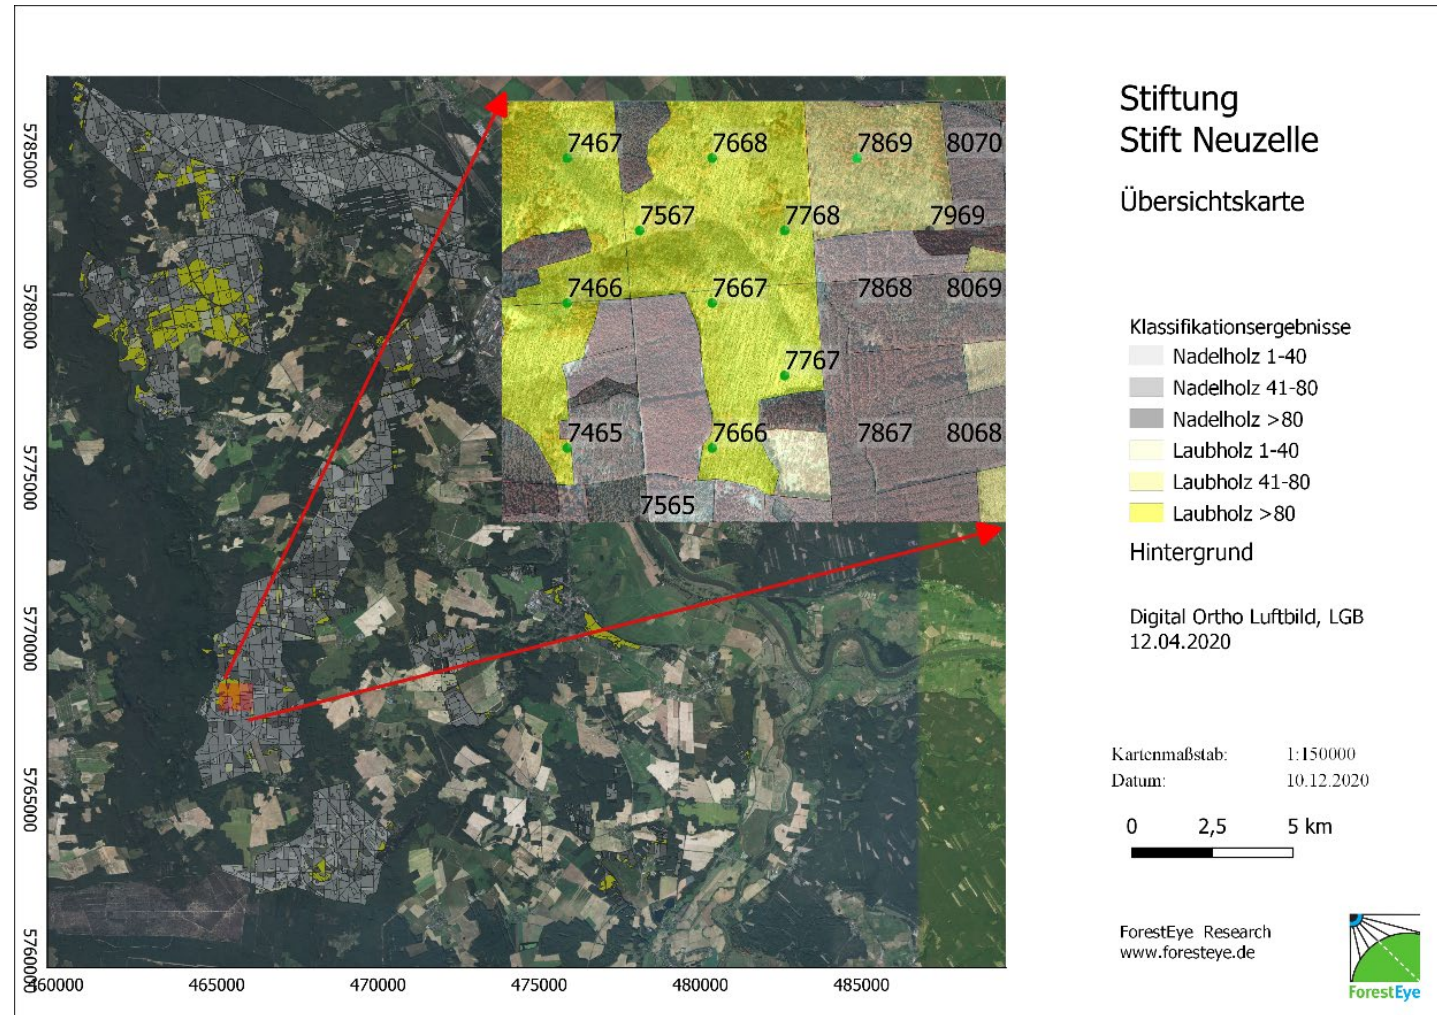 Stiftung
Stift Neuzelle
Übersichtskarte
5785000
5780000
5775000
5770000
5765000
5760000
460000
465000
470000
475000
480000
485000
7467
7668
7869
8070
7567
7768
7969
7466
7667
7868
8069
7767
7465
7666
7867
8068
7565
Klassifikationsergebnisse
Nadelholz 1-40
Nadelholz 41-80
Nadelholz >80
Laubholz 1-40
Laubholz 41-80
Laubholz >80
Hintergrund
Digital Ortho Luftbild, LGB
12.04.2020
Kartenmaßstab: 1:150000
Datum: 10.12.2020
0 2,5 5 km
ForestEye Research
www.foresteye.de
ForestEye